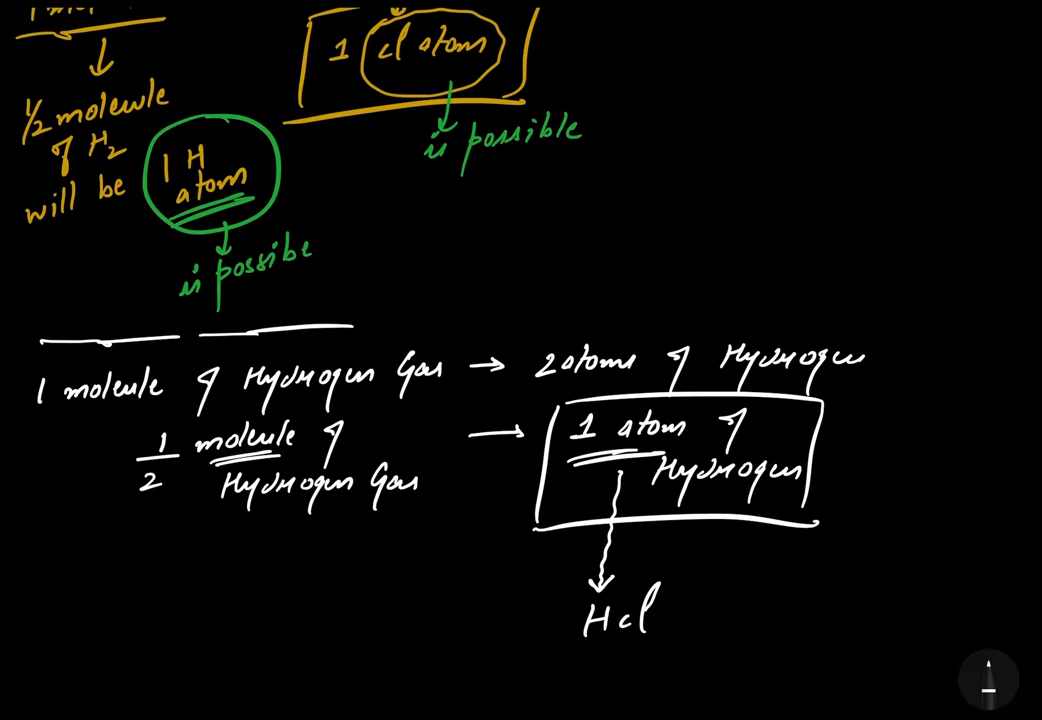 1 cl atom
½ molecule
of H2
will be
1 H
atom
is possible
is possible
1 molecule of Hydrogen Gas → 2 atoms of Hydrogen
1/2 molecule of → 1 atom of
Hydrogen Gas Hydrogen
Hcl